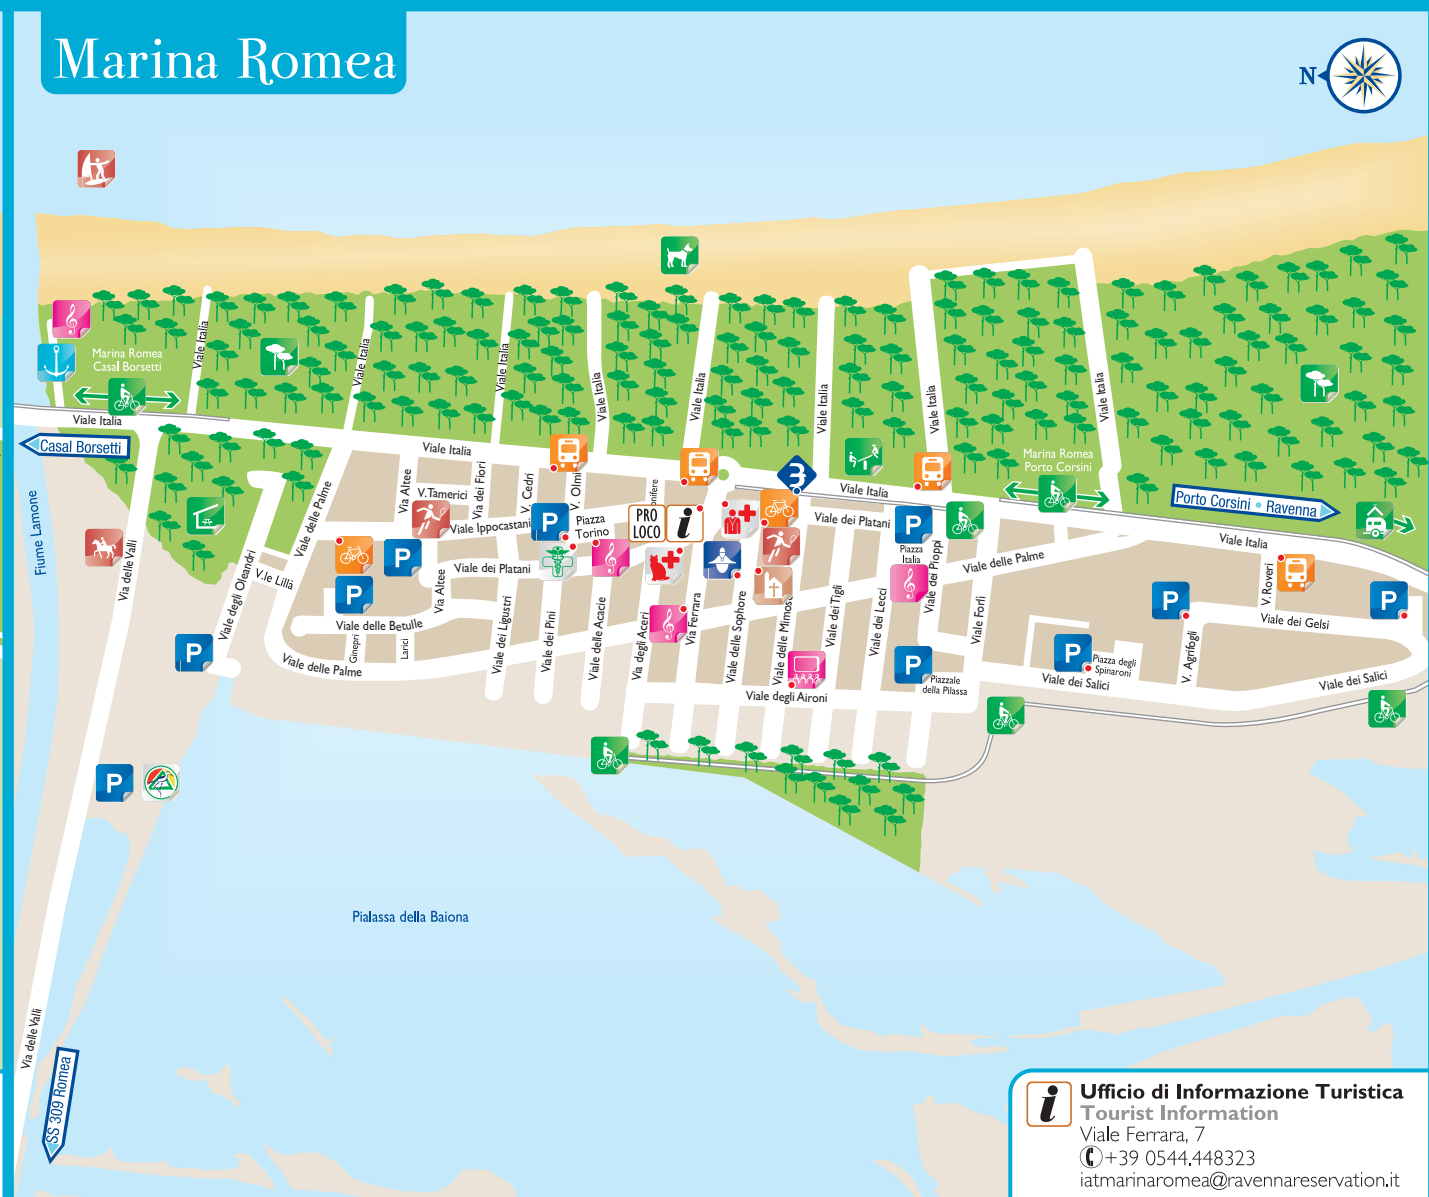 Marina Romea
N
Marina Romea
Casal Borsetti
Viale Italia
Viale Italia
Viale Italia
Viale Italia
Viale Italia
Viale Italia
Viale Italia
Viale Italia
Viale Italia
Casal Borsetti
Viale Italia
Viale Italia
Viale Italia
Marina Romea
Porto Corsini
Porto Corsini • Ravenna
3
Fiume Lamone
Via delle Valli
Viale delle Palme
Viale degli Oleandri
V.le Lillà
Via Altee
V.Tamerici
Via dei Fiori
V. Cedri
V. Olmi
Viale Ippocastani
P
Piazza
Torino
PRO
LOCO
i
Viale dei Platani
P
Piazza
Italia
Viale dei Pioppi
Viale delle Palme
P
P
Viale dei Platani
Via Altee
Viale delle Betulle
Ginepri
Larici
Viale delle Palme
P
Viale dei Ligustri
Viale dei Pini
Viale delle Acacie
Via degli Aceri
Via Ferrara
Viale delle Sophore
Viale delle Mimose
Viale dei Tigli
Viale dei Lecci
Viale Forlì
P
V. Roveri
P
Viale dei Gelsi
V. Agrifogli
P
Piazza degli
Spinaroni
P
Piazzale
della Pilassa
Viale degli Aironi
Viale dei Salici
Viale dei Salici
P
Pialassa della Baiona
Via delle Valli
SS 309 Romea
i
Ufficio di Informazione Turistica
Tourist Information
Viale Ferrara, 7
+39 0544.448323
iatmarinaromea@ravennareservation.it